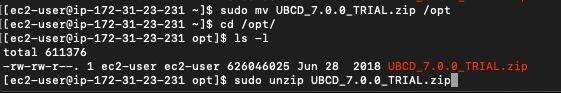 [[ec2-user@ip-172-31-23-231 ~]$ sudo mv UBCD_7.0.0_TRIAL.zip /opt
[[ec2-user@ip-172-31-23-231 ~]$ cd /opt/
[[ec2-user@ip-172-31-23-231 opt]$ ls -l
total 611376
-rw-rw-r--. 1 ec2-user ec2-user 626046025 Jun 28  2018 UBCD_7.0.0_TRIAL.zip
[ec2-user@ip-172-31-23-231 opt]$ sudo unzip UBCD_7.0.0_TRIAL.zip